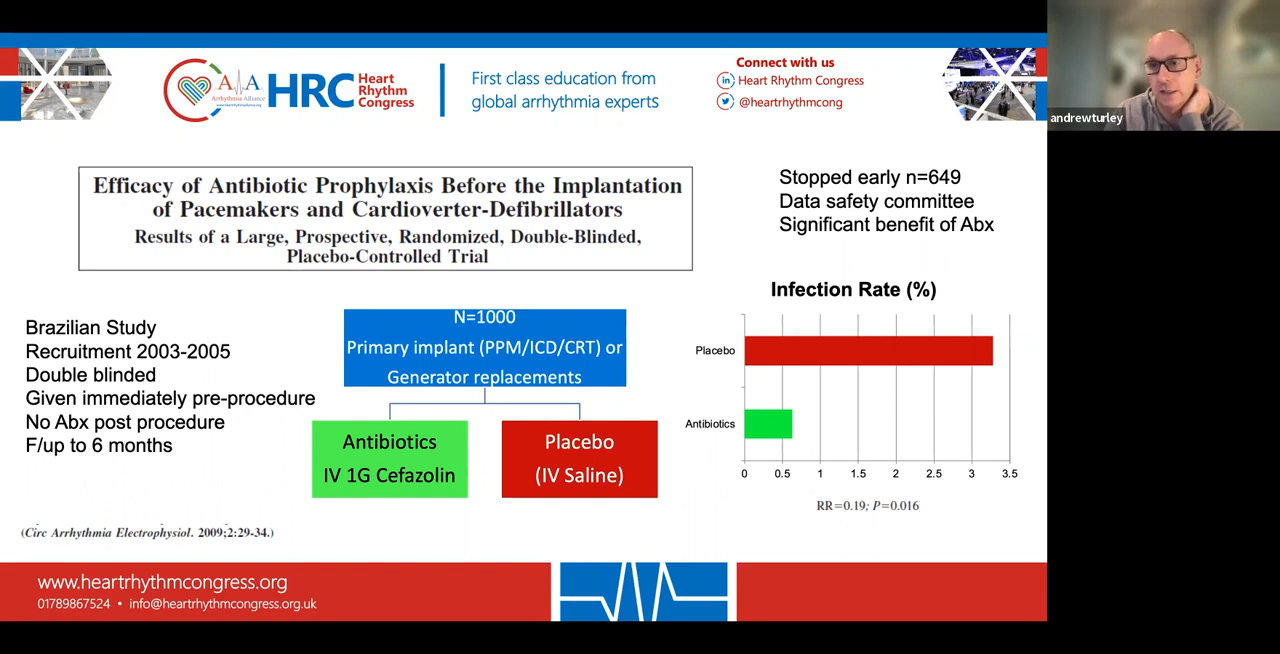 AA
Arrhythmia Alliance
HRC
Heart
Rhythm
Congress
First class education from
global arrhythmia experts
Connect with us
in Heart Rhythm Congress
@heartrhythmcong
andrewturley
Efficacy of Antibiotic Prophylaxis Before the Implantation
of Pacemakers and Cardioverter-Defibrillators
Results of a Large, Prospective, Randomized, Double-Blinded,
Placebo-Controlled Trial
Stopped early n=649
Data safety committee
Significant benefit of Abx
Brazilian Study
Recruitment 2003-2005
Double blinded
Given immediately pre-procedure
No Abx post procedure
F/up to 6 months
N=1000
Primary implant (PPM/ICD/CRT) or
Generator replacements
Antibiotics
IV 1G Cefazolin
Placebo
(IV Saline)
Infection Rate (%)
Placebo
Antibiotics
0 0.5 1 1.5 2 2.5 3 3.5
RR=0.19; P=0.016
(Circ Arrhythmia Electrophysiol. 2009;2:29-34.)
www.heartrhythmcongress.org
01789867524 • info@heartrhythmcongress.org.uk